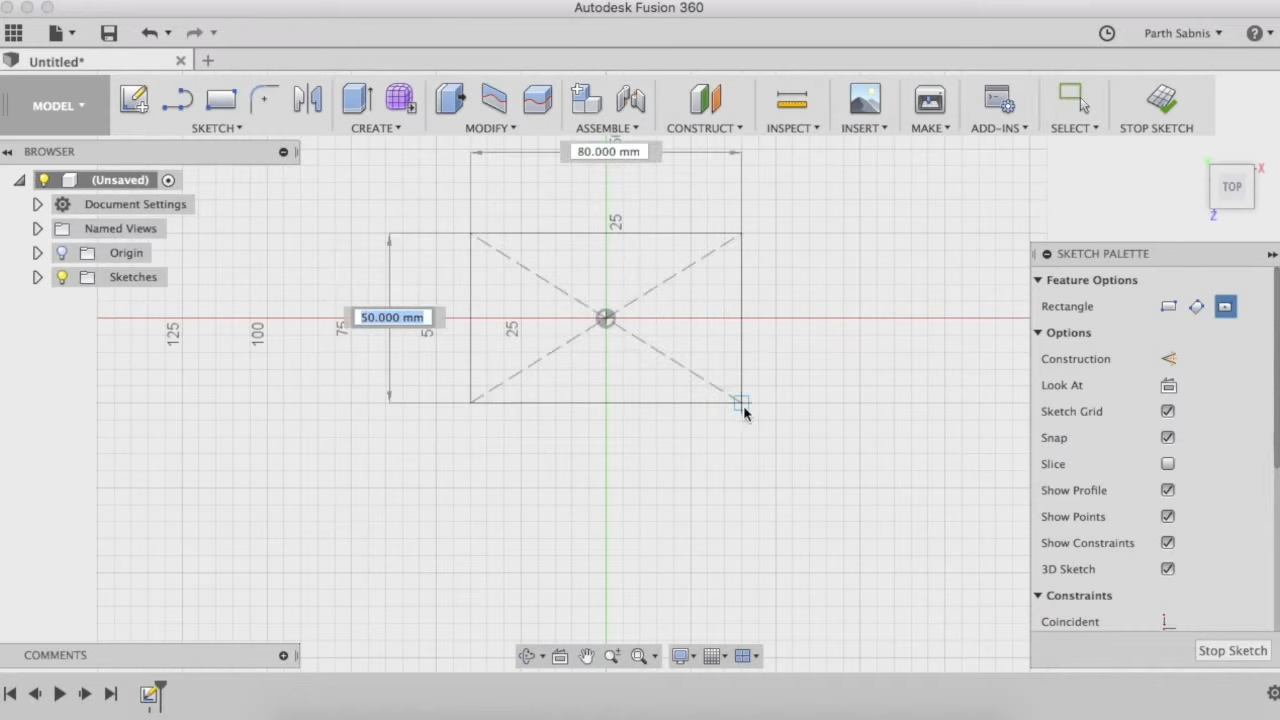 Autodesk Fusion 360
Parth Sabnis
Untitled*
MODEL
SKETCH
CREATE
MODIFY
ASSEMBLE
CONSTRUCT
INSPECT
INSERT
MAKE
ADD-INS
SELECT
STOP SKETCH
BROWSER
80.000 mm
(Unsaved)
TOP
X
Z
Document Settings
Named Views
Origin
Sketches
25
125
100
75
50.000 mm
5
25
SKETCH PALETTE
Feature Options
Rectangle
Options
Construction
Look At
Sketch Grid
Snap
Slice
Show Profile
Show Points
Show Constraints
3D Sketch
Constraints
Coincident
Stop Sketch
COMMENTS